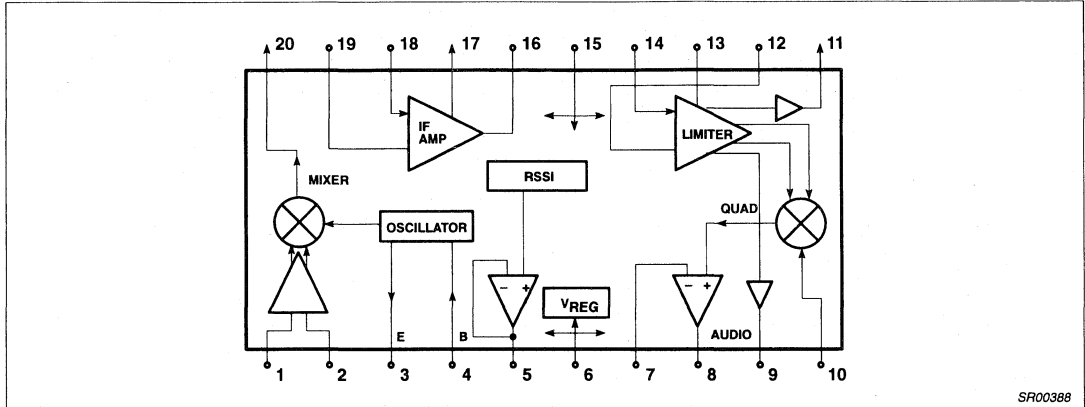 20 19 18 17 16 15 14 13 12 11
IF
AMP
LIMITER
RSSI
MIXER
QUAD
OSCILLATOR
V REG
E B
AUDIO
1 2 3 4 5 6 7 8 9 10
SR00388
- +
- +